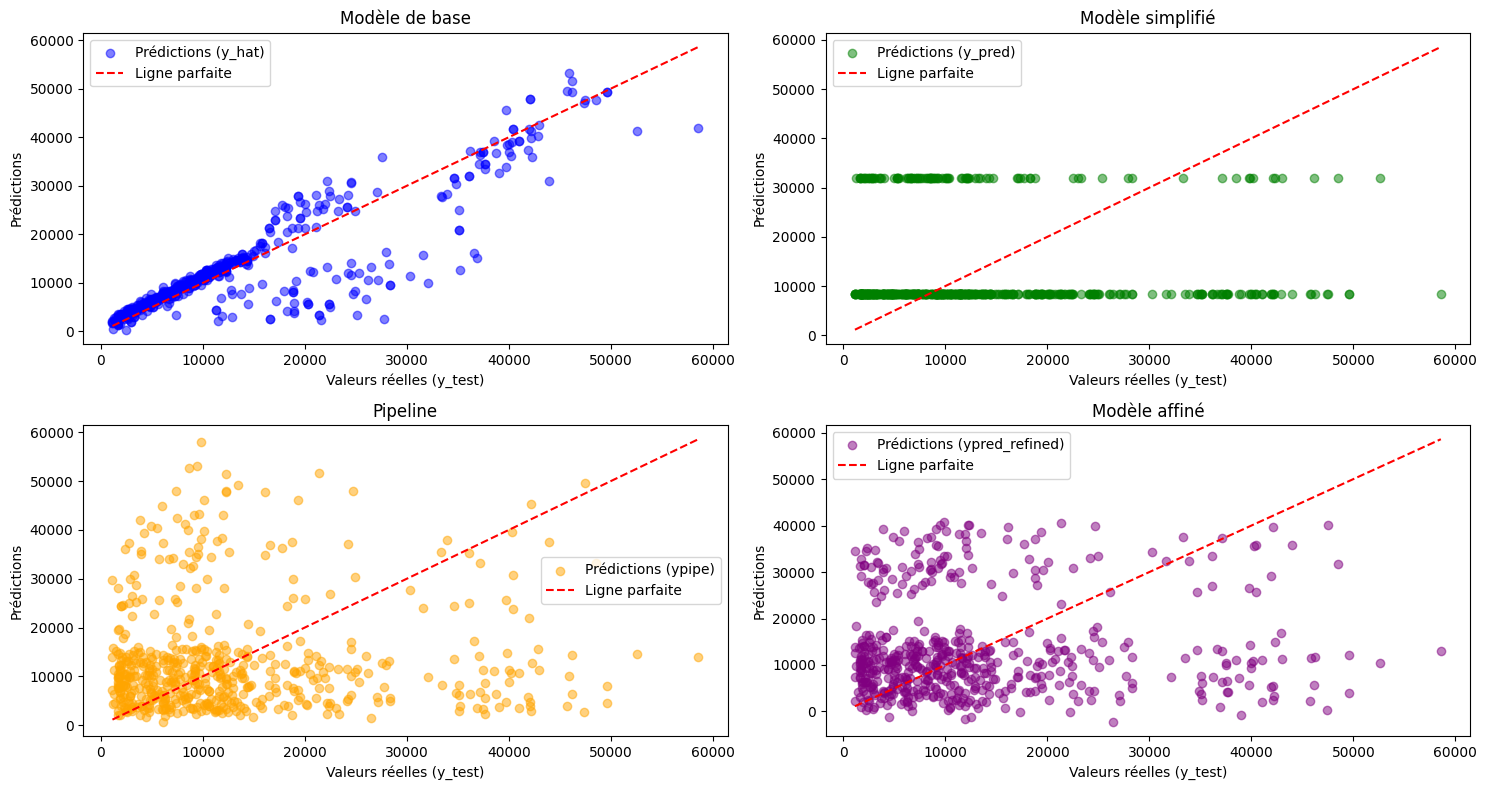 Modèle de base
Prédictions (y_hat)
Ligne parfaite
60000
50000
40000
30000
20000
10000
0
Prédictions
0 10000 20000 30000 40000 50000 60000
Valeurs réelles (y_test)
Modèle simplifié
Prédictions (y_pred)
Ligne parfaite
60000
50000
40000
30000
20000
10000
0
Prédictions
0 10000 20000 30000 40000 50000 60000
Valeurs réelles (y_test)
Pipeline
60000
50000
40000
30000
20000
10000
0
Prédictions
Prédictions (ypipe)
Ligne parfaite
0 10000 20000 30000 40000 50000 60000
Valeurs réelles (y_test)
Modèle affiné
Prédictions (ypred_refined)
Ligne parfaite
60000
50000
40000
30000
20000
10000
0
Prédictions
0 10000 20000 30000 40000 50000 60000
Valeurs réelles (y_test)